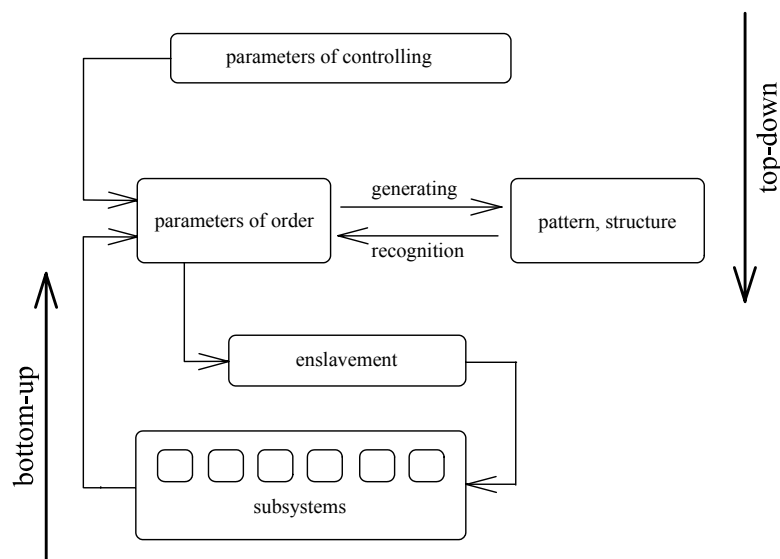 parameters of controlling
top-down
generating
parameters of order
pattern, structure
recognition
enslavement
bottom-up
subsystems